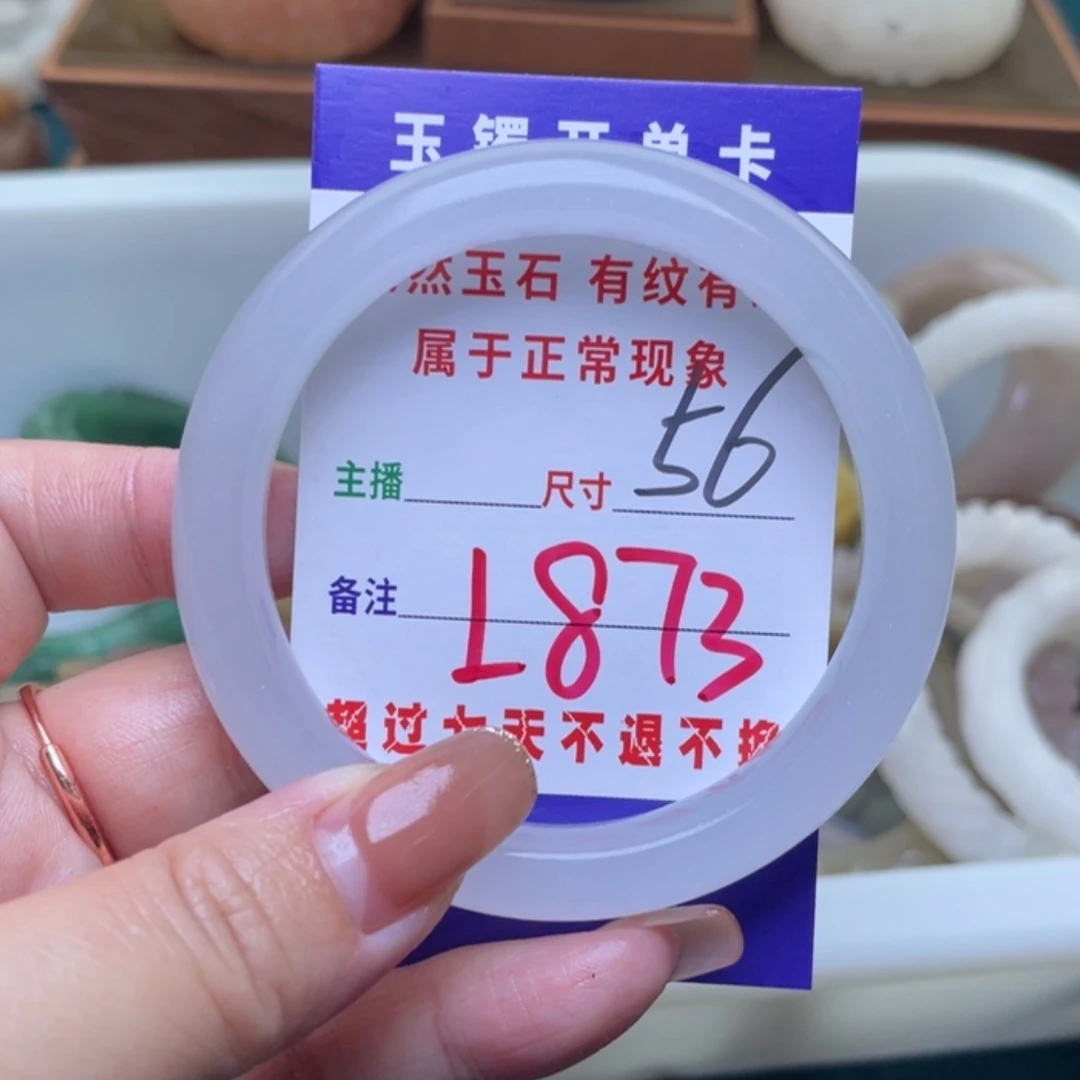 玉镯开单卡
然玉石 有纹有
属于正常现象
主播 尺寸 56
备注 L873
超过七天不退不换